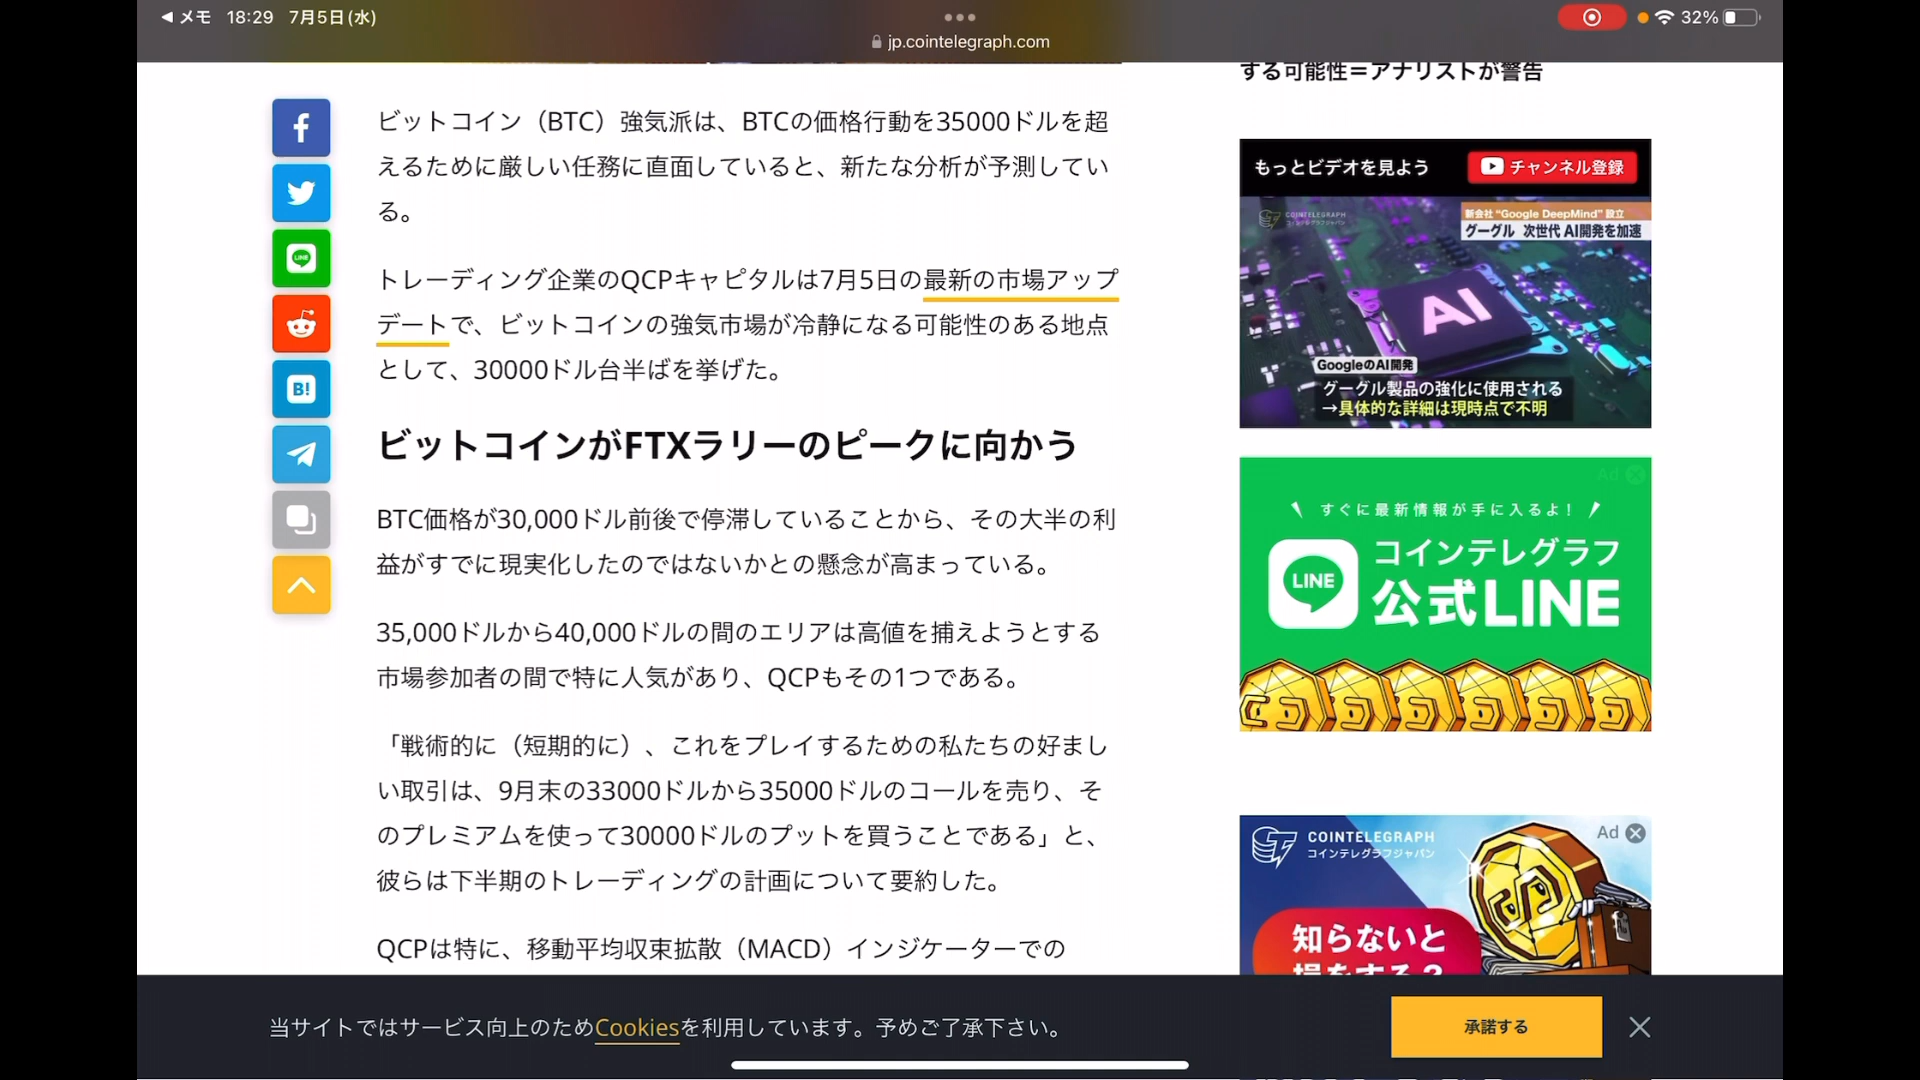 メモ 18:29 7月5日(水)
32%
jp.cointelegraph.com
する可能性＝アナリストが警告
ビットコイン（BTC）強気派は、BTCの価格行動を35000ドルを超
えるために厳しい任務に直面していると、新たな分析が予測してい
る。
トレーディング企業のQCPキャピタルは7月5日の最新の市場アップ
デートで、ビットコインの強気市場が冷静になる可能性のある地点
として、30000ドル台半ばを挙げた。
ビットコインがFTXラリーのピークに向かう
BTC価格が30,000ドル前後で停滞していることから、その大半の利
益がすでに現実化したのではないかとの懸念が高まっている。
35,000ドルから40,000ドルの間のエリアは高値を捕えようとする
市場参加者の間で特に人気があり、QCPもその1つである。
「戦術的に（短期的に）、これをプレイするための私たちの好まし
い取引は、9月末の33000ドルから35000ドルのコールを売り、そ
のプレミアムを使って30000ドルのプットを買うことである」と、
彼らは下半期のトレーディングの計画について要約した。
QCPは特に、移動平均収束拡散（MACD）インジケーターでの
LINE
B!
もっとビデオを見よう
チャンネル登録
COINTELEGRAPH
コインテレグラフジャパン
新会社 “Google DeepMind” 設立
グーグル 次世代 AI開発を加速
AI
GoogleのAI開発
グーグル製品の強化に使用される
→具体的な詳細は現時点で不明
Ad
すぐに最新情報が手に入るよ！
LINE
コインテレグラフ
公式LINE
COINTELEGRAPH
コインテレグラフジャパン
Ad
知らないと
損をする？
当サイトではサービス向上のためCookiesを利用しています。予めご了承下さい。
承諾する